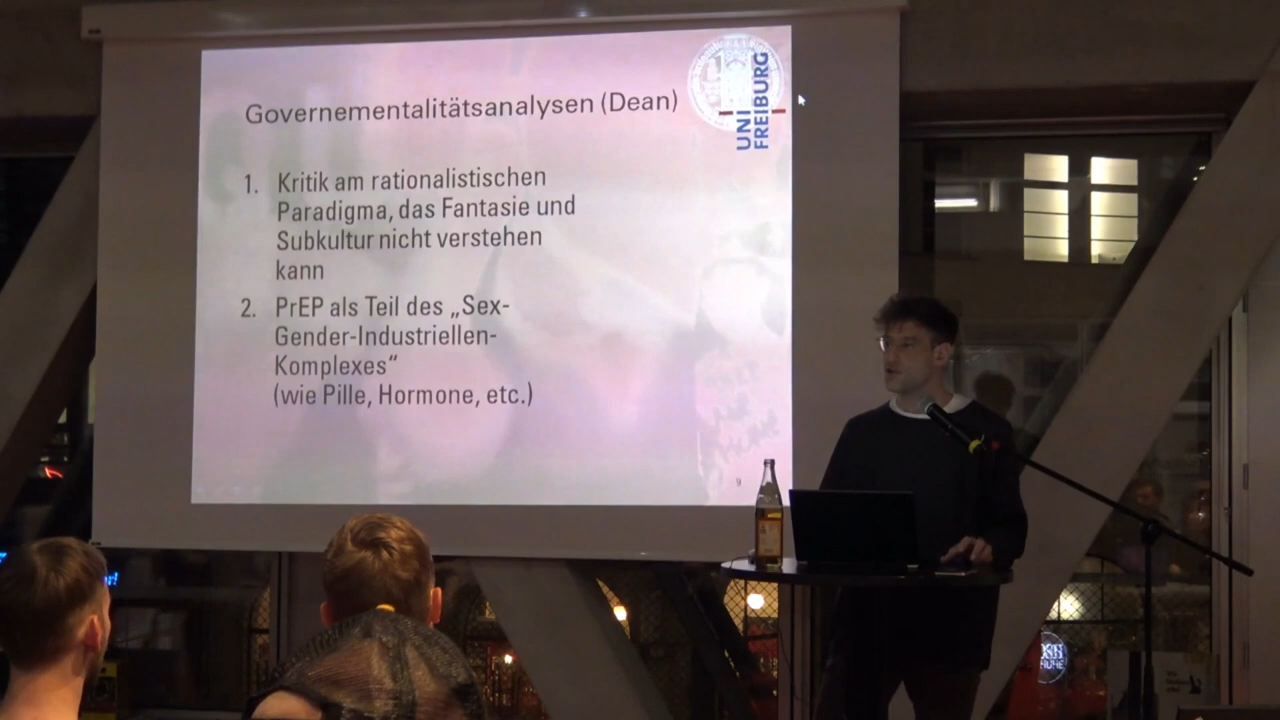 Governementalitätsanalysen (Dean)
UNI
FREIBURG
1. Kritik am rationalistischen
Paradigma, das Fantasie und
Subkultur nicht verstehen
kann
2. PrEP als Teil des „Sex-
Gender-Industriellen-
Komplexes“
(wie Pille, Hormone, etc.)
9